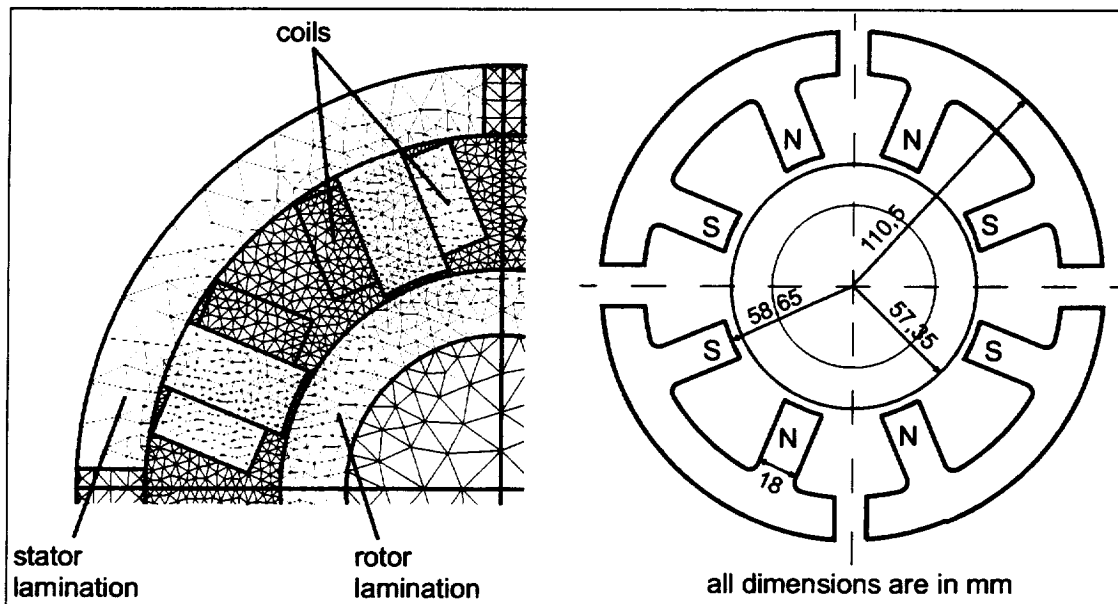 coils
stator
lamination
rotor
lamination
N
N
S
S
110.5
58.65
57.35
S
S
N
N
18
all dimensions are in mm